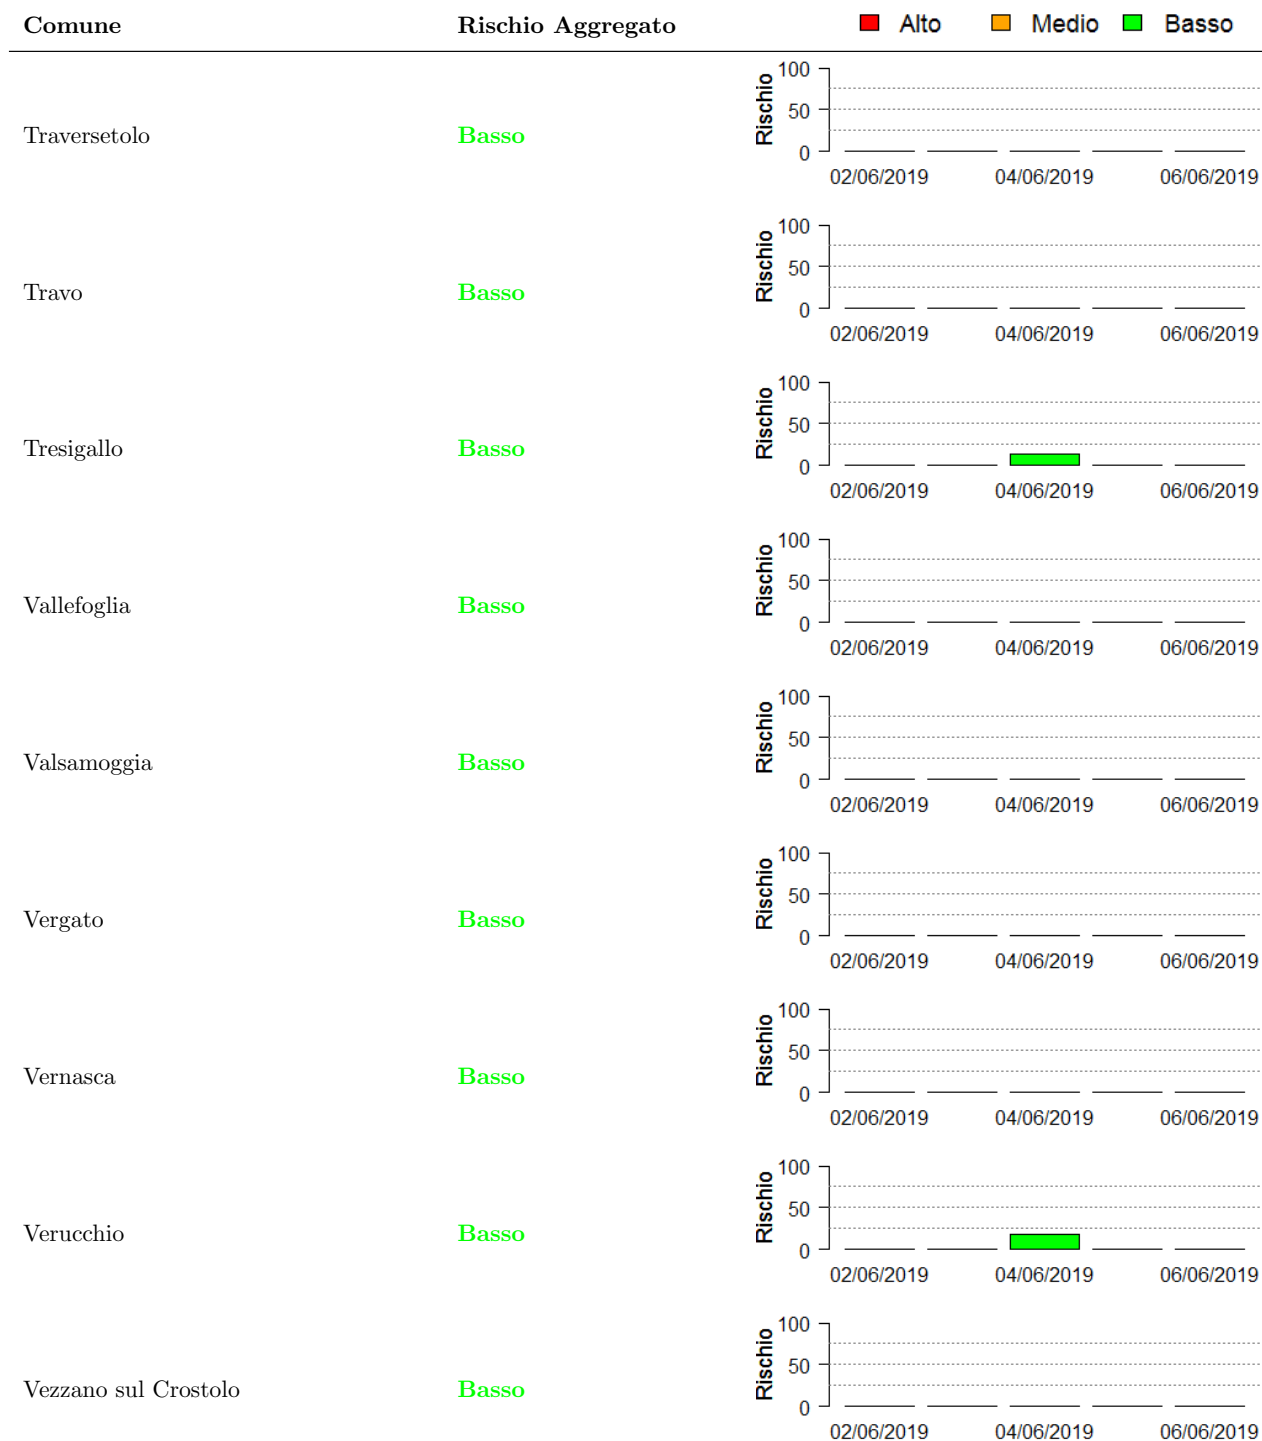 Comune Rischio Aggregato Alto Medio Basso
Traversetolo Basso Rischio 100 50 0
02/06/2019 04/06/2019 06/06/2019
Travo Basso Rischio 100 50 0
02/06/2019 04/06/2019 06/06/2019
Tresigallo Basso Rischio 100 50 0
02/06/2019 04/06/2019 06/06/2019
Vallefoglia Basso Rischio 100 50 0
02/06/2019 04/06/2019 06/06/2019
Valsamoggia Basso Rischio 100 50 0
02/06/2019 04/06/2019 06/06/2019
Vergato Basso Rischio 100 50 0
02/06/2019 04/06/2019 06/06/2019
Vernasca Basso Rischio 100 50 0
02/06/2019 04/06/2019 06/06/2019
Verucchio Basso Rischio 100 50 0
02/06/2019 04/06/2019 06/06/2019
Vezzano sul Crostolo Basso Rischio 100 50 0
02/06/2019 04/06/2019 06/06/2019